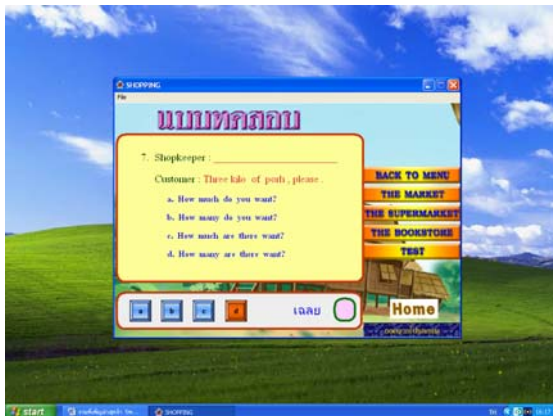 SHOPPING
File
แบบทดสอบ
7. Shopkeeper :
Customer : Three kilo of pork , please .
a. How much do you want?
b. How many do you want?
c. How much are there want?
d. How many are there want?
BACK TO MENU
THE MARKET
THE SUPERMARKET
THE BOOKSTORE
TEST
a b c d
เฉลย
Home
start
SHOPPING
TH